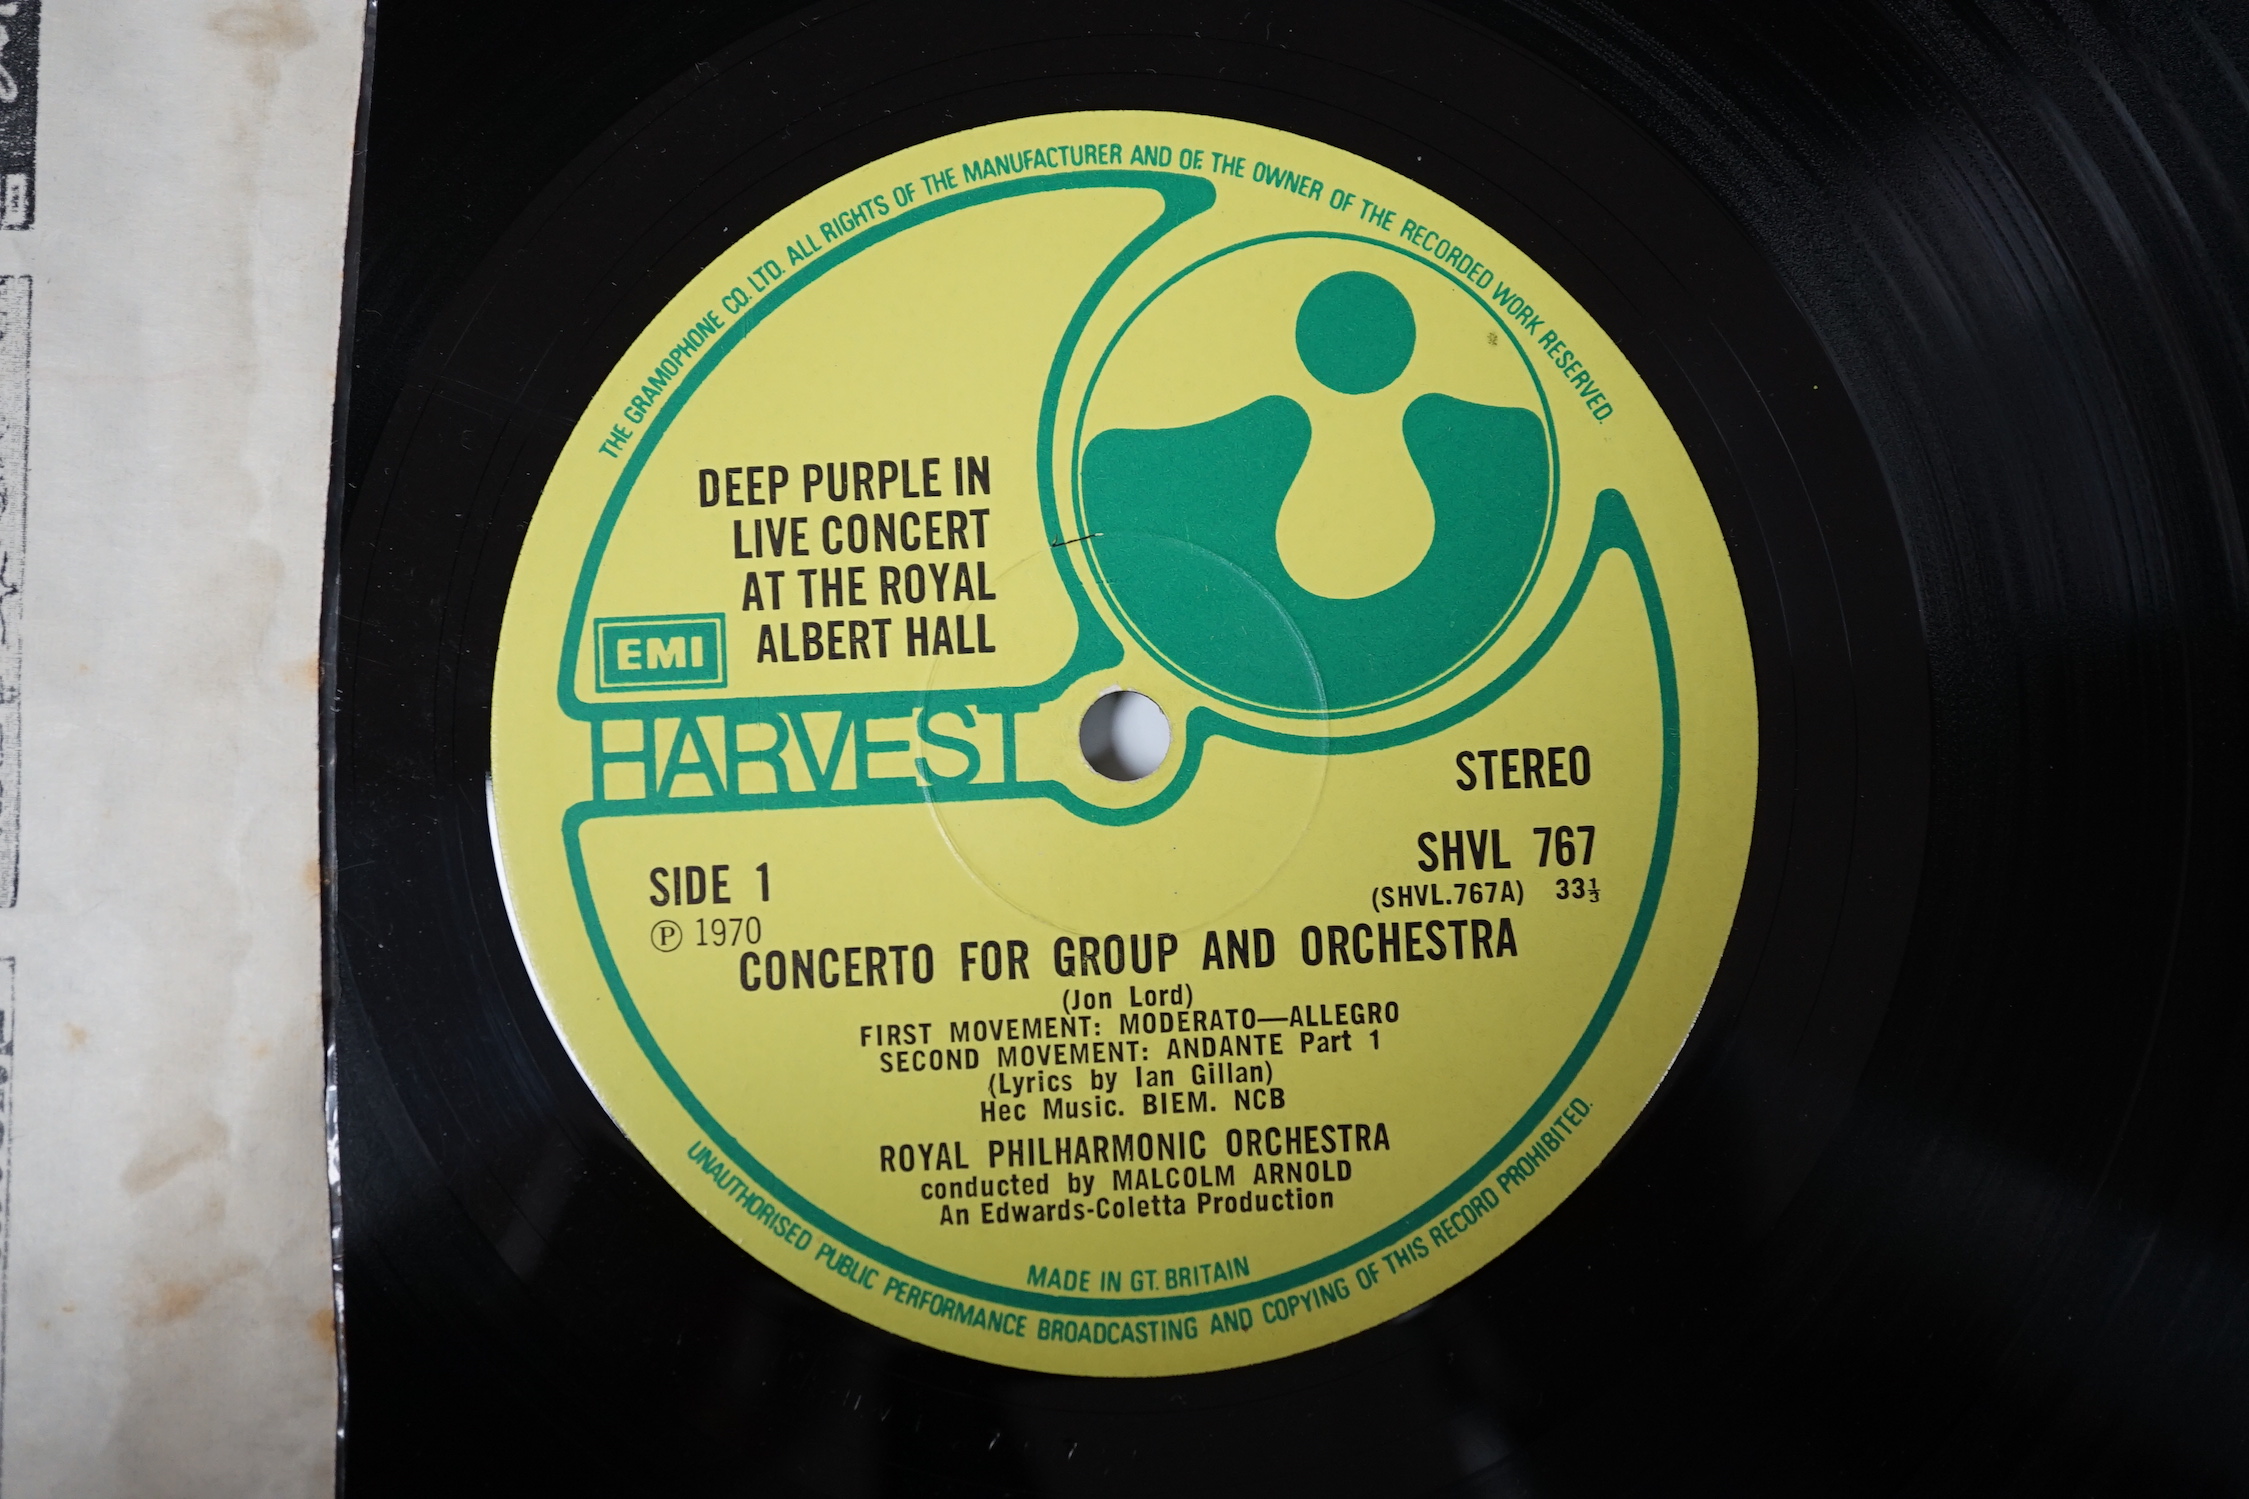 THE GRAMOPHONE CO. LTD. ALL RIGHTS OF THE MANUFACTURER AND OF THE OWNER OF THE RECORDED WORK RESERVED.
DEEP PURPLE IN
LIVE CONCERT
AT THE ROYAL
ALBERT HALL
EMI
HARVEST
STEREO
SHVL 767
(SHVL.767A) 33⅓
SIDE 1
℗ 1970
CONCERTO FOR GROUP AND ORCHESTRA
(Jon Lord)
FIRST MOVEMENT: MODERATO—ALLEGRO
SECOND MOVEMENT: ANDANTE Part 1
(Lyrics by Ian Gillan)
Hec Music. BIEM. NCB
ROYAL PHILHARMONIC ORCHESTRA
conducted by MALCOLM ARNOLD
An Edwards-Coletta Production
MADE IN GT. BRITAIN
UNAUTHORISED PUBLIC PERFORMANCE BROADCASTING AND COPYING OF THIS RECORD PROHIBITED.